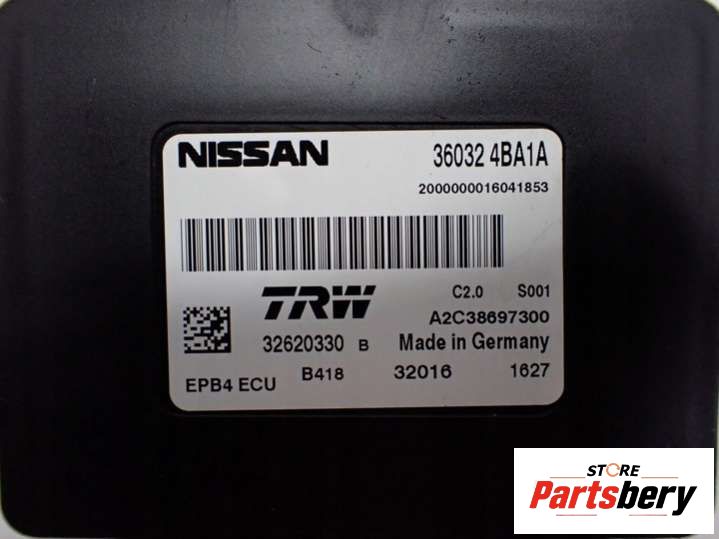 NISSAN 36032 4BA1A
2000000016041853
TRW C2.0 S001
A2C38697300
32620330 B Made in Germany
EPB4 ECU B418 32016 1627
STORE
Partsbery